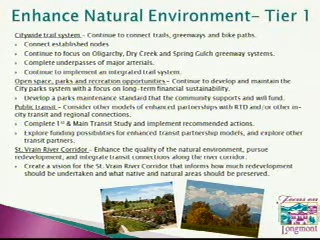 Enhance Natural Environment- Tier 1
Citywide trail system – Continue to connect trails, greenways and bike paths.
Connect established nodes
Continue to focus on Oligarchy, Dry Creek and Spring Gulch greenway systems.
Complete underpasses of major arterials.
Continue to implement an integrated trail system.
Open space, parks and recreation opportunities – Continue to develop and maintain the
City parks system with a focus on long-term financial sustainability.
Develop a parks maintenance standard that the community supports and will fund.
Public transit – Consider other models of enhanced partnerships with RTD and/or other in-
city transit and regional connections.
Complete 1st & Main Transit Study and implement recommended actions.
Explore funding possibilities for enhanced transit partnership models, and explore other
transit partners.
St. Vrain River Corridor – Enhance the quality of the natural environment, pursue
redevelopment, and integrate transit connections along the river corridor.
Create a vision for the St. Vrain River Corridor that informs how much redevelopment
should be undertaken and what native and natural areas should be preserved.
Focus on
Longmont